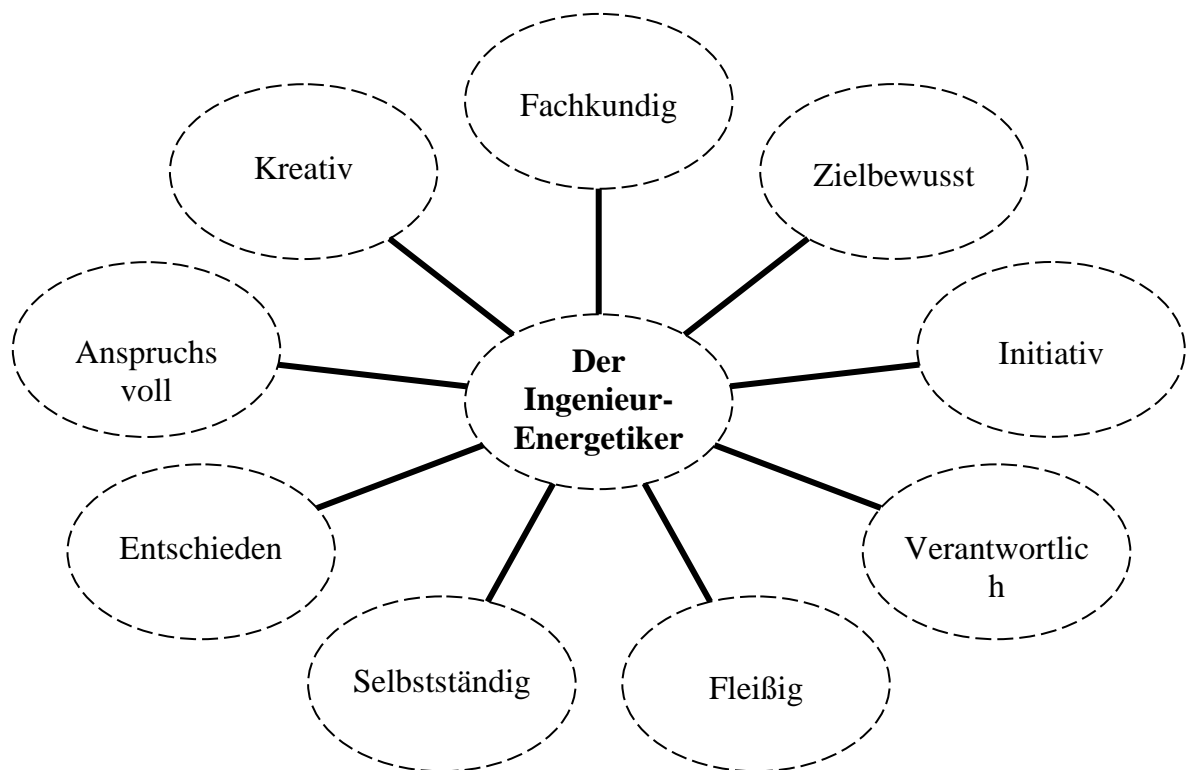 Fachkundig
Kreativ
Zielbewusst
Anspruchs
voll
Initiativ
Der
Ingenieur-
Energetiker
Entschieden
Verantwortlic
h
Selbstständig
Fleißig